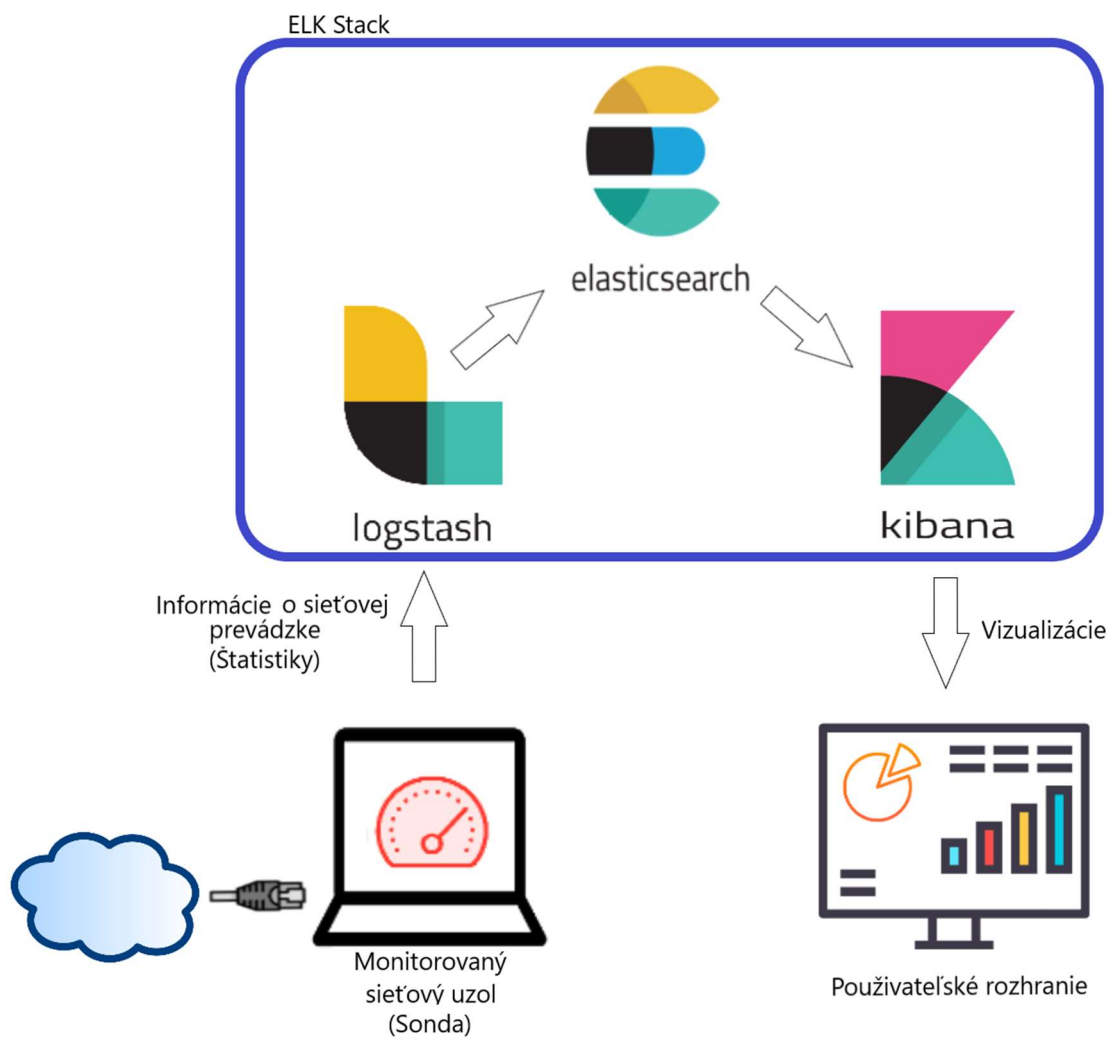 ELK Stack
elasticsearch
logstash
kibana
Informácie o sieťovej
prevádzke
(Štatistiky)
Vizualizácie
Monitorovaný
sieťový uzol
(Sonda)
Používateľské rozhranie